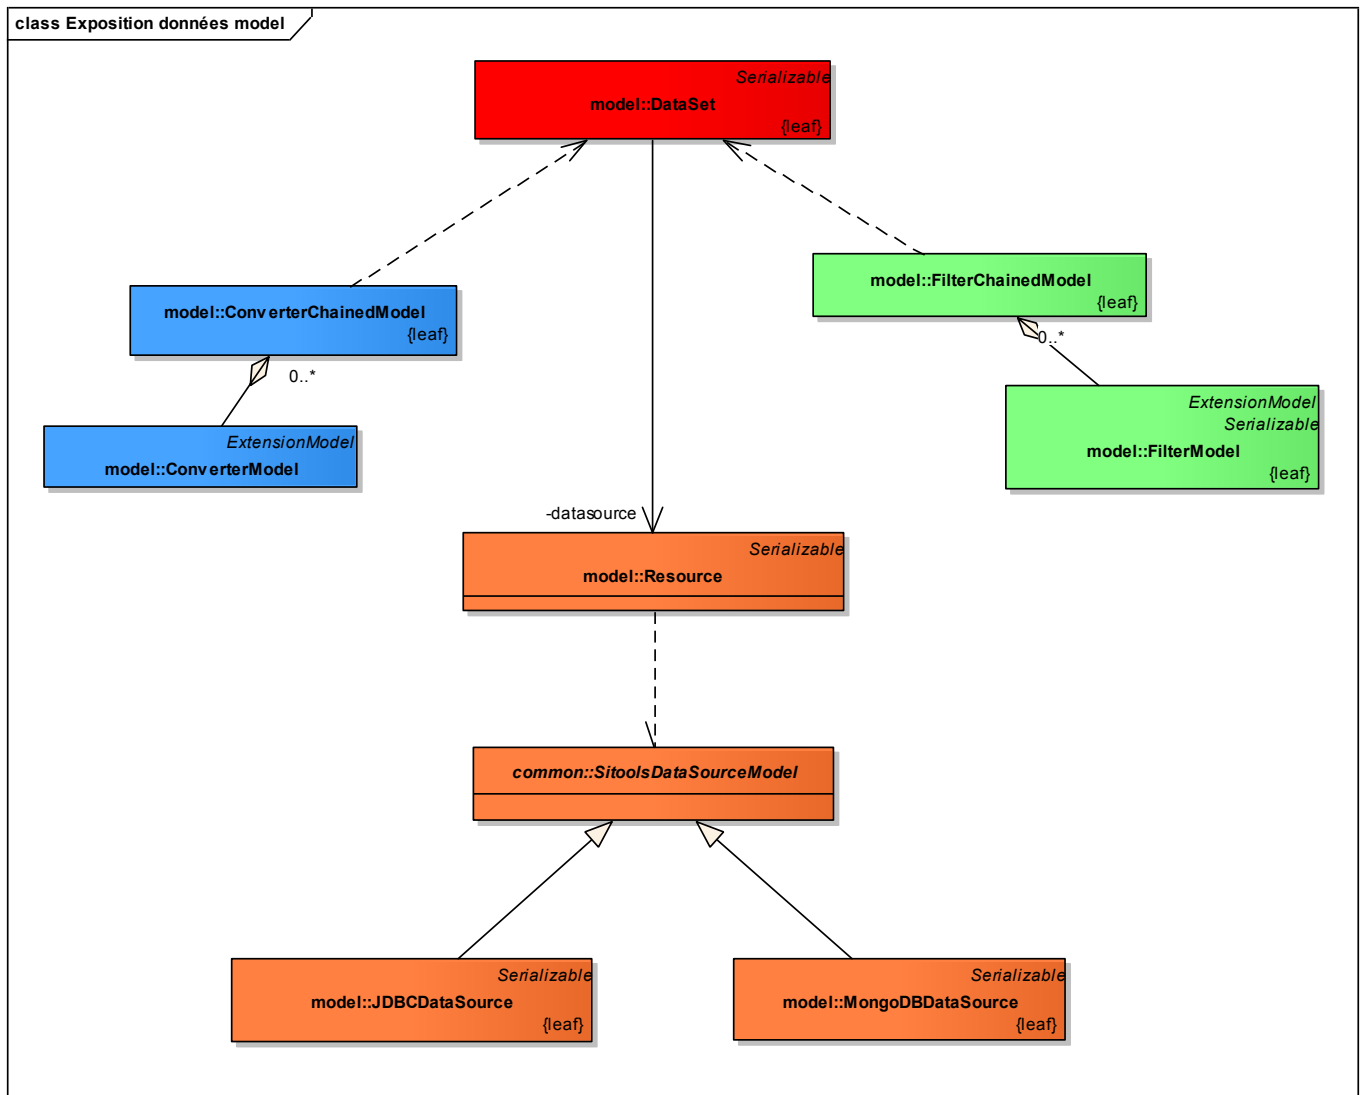 class Exposition données model
Serializable
model::DataSet
{leaf}
model::FilterChainedModel
{leaf}
model::ConverterChainedModel
{leaf}
0..*
0..*
ExtensionModel
Serializable
model::FilterModel
{leaf}
ExtensionModel
model::ConverterModel
-datasource
Serializable
model::Resource
common::SitoolsDataSourceModel
Serializable
model::JDBCDataSource
{leaf}
Serializable
model::MongoDBDataSource
{leaf}